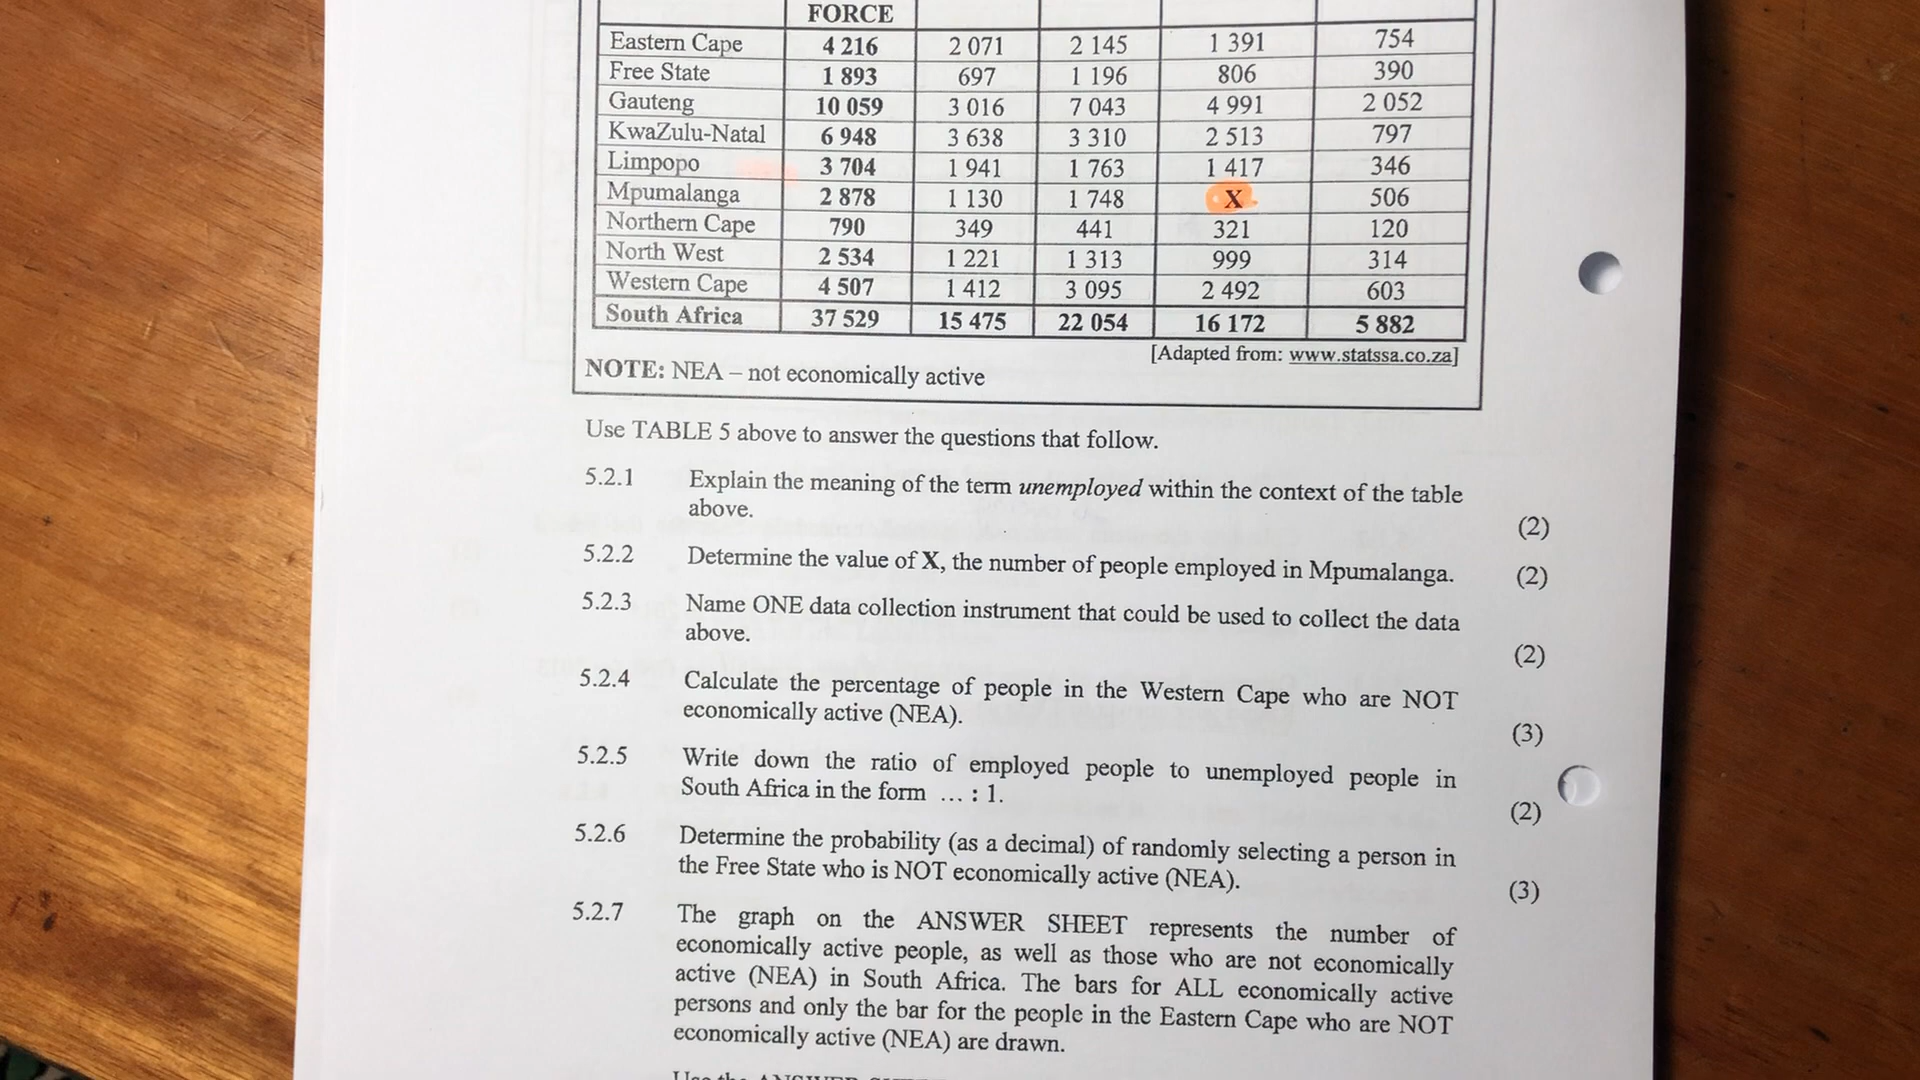 FORCE
Eastern Cape 4 216 2 071 2 145 1 391 754
Free State 1 893 697 1 196 806 390
Gauteng 10 059 3 016 7 043 4 991 2 052
KwaZulu-Natal 6 948 3 638 3 310 2 513 797
Limpopo 3 704 1 941 1 763 1 417 346
Mpumalanga 2 878 1 130 1 748 X 506
Northern Cape 790 349 441 321 120
North West 2 534 1 221 1 313 999 314
Western Cape 4 507 1 412 3 095 2 492 603
South Africa 37 529 15 475 22 054 16 172 5 882
[Adapted from: www.statssa.co.za]
NOTE: NEA – not economically active
Use TABLE 5 above to answer the questions that follow.
5.2.1 Explain the meaning of the term unemployed within the context of the table
above. (2)
5.2.2 Determine the value of X, the number of people employed in Mpumalanga. (2)
5.2.3 Name ONE data collection instrument that could be used to collect the data
above. (2)
5.2.4 Calculate the percentage of people in the Western Cape who are NOT
economically active (NEA). (3)
5.2.5 Write down the ratio of employed people to unemployed people in
South Africa in the form ... : 1. (2)
5.2.6 Determine the probability (as a decimal) of randomly selecting a person in
the Free State who is NOT economically active (NEA). (3)
5.2.7 The graph on the ANSWER SHEET represents the number of
economically active people, as well as those who are not economically
active (NEA) in South Africa. The bars for ALL economically active
persons and only the bar for the people in the Eastern Cape who are NOT
economically active (NEA) are drawn.